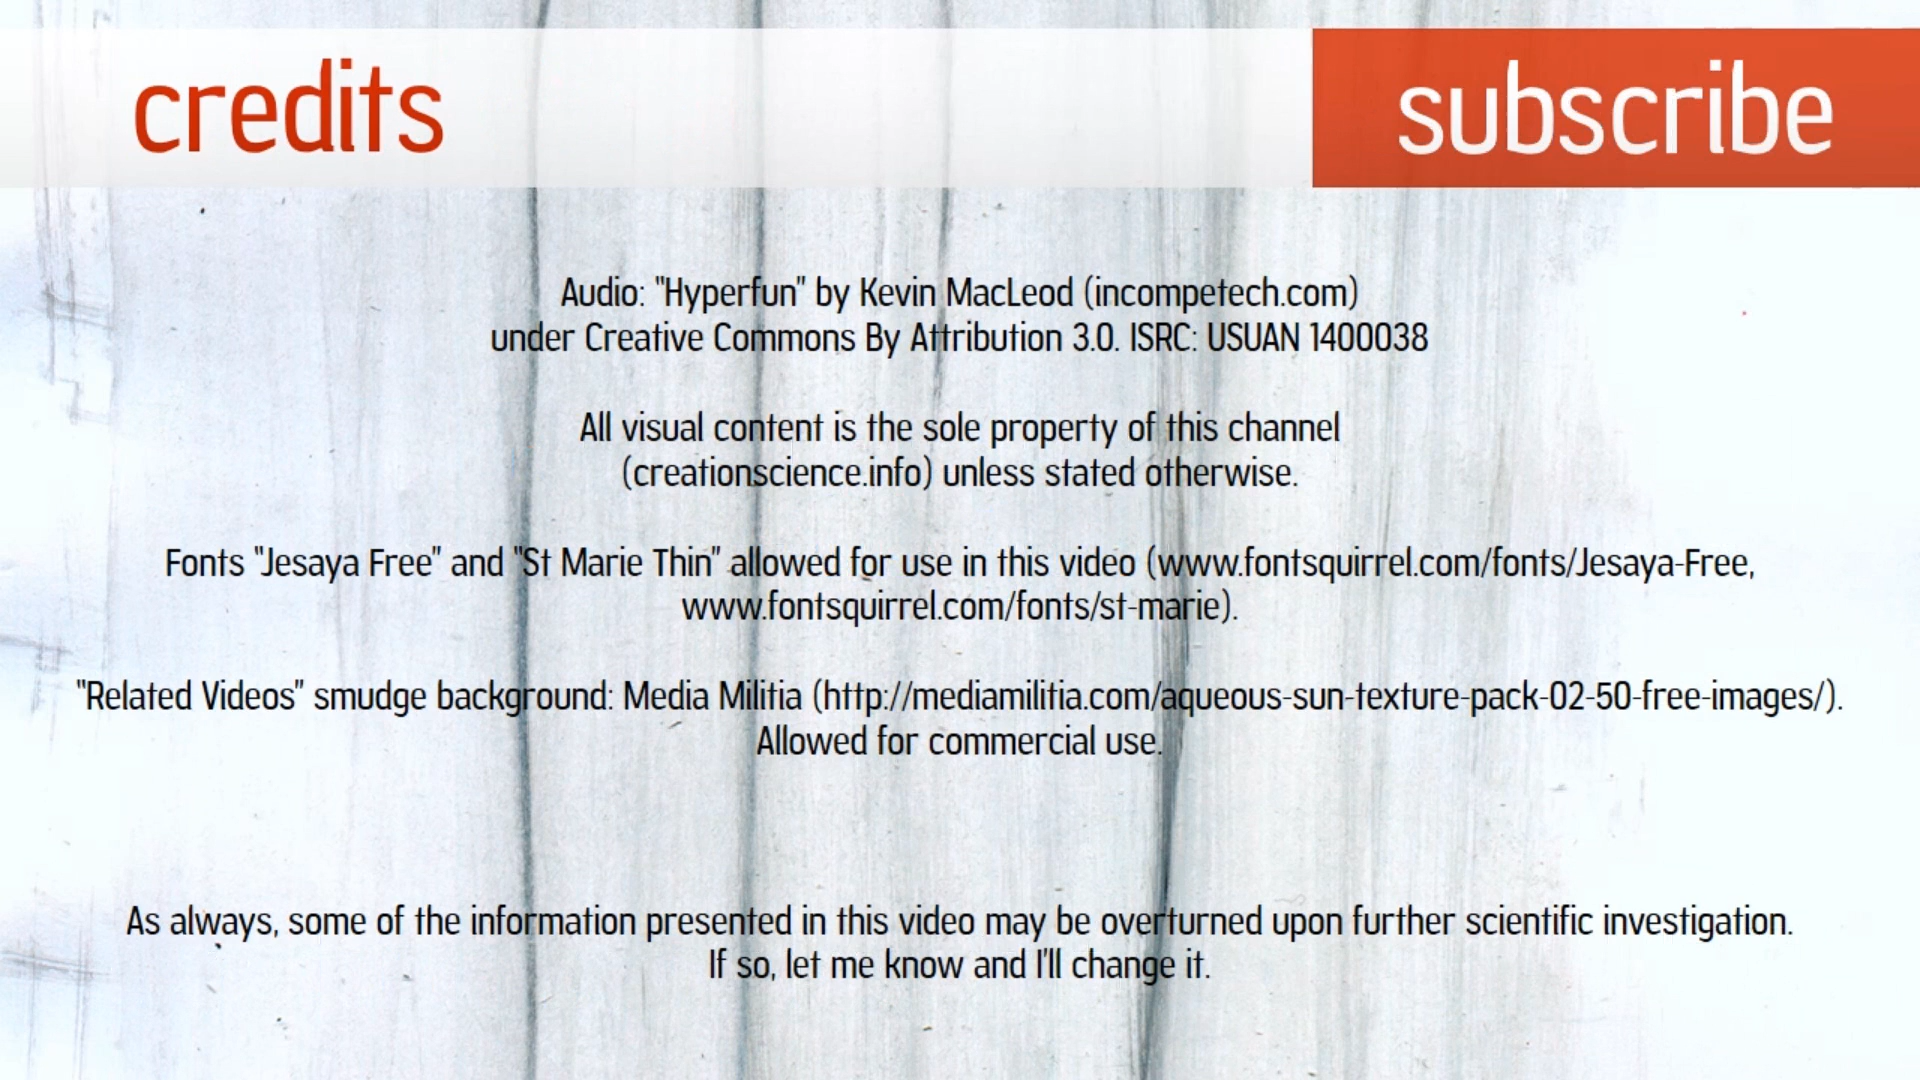 credits
subscribe
Audio: "Hyperfun" by Kevin MacLeod (incompetech.com)
under Creative Commons By Attribution 3.0. ISRC: USUAN 1400038
All visual content is the sole property of this channel
(creationscience.info) unless stated otherwise.
Fonts "Jesaya Free" and "St Marie Thin" allowed for use in this video (www.fontsquirrel.com/fonts/Jesaya-Free,
www.fontsquirrel.com/fonts/st-marie).
"Related Videos" smudge background: Media Militia (http://mediamilitia.com/aqueous-sun-texture-pack-02-50-free-images/).
Allowed for commercial use.
As always, some of the information presented in this video may be overturned upon further scientific investigation.
If so, let me know and I'll change it.